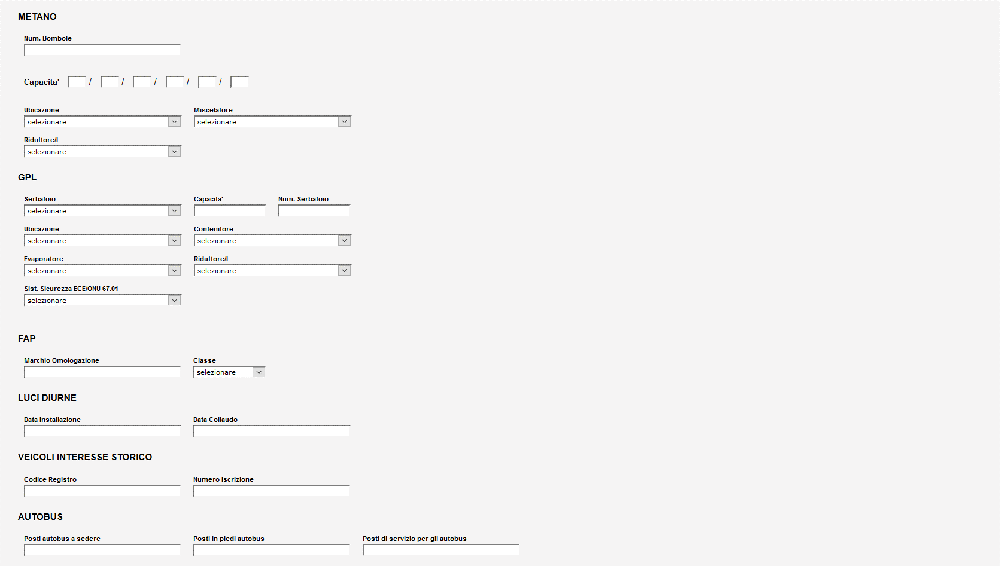 METANO
Num. Bombole
Capacita' / / / / /
Ubicazione Miscelatore
selezionare selezionare
Riduttore/I
selezionare
GPL
Serbatoio Capacita' Num. Serbatoio
selezionare
Ubicazione Contenitore
selezionare selezionare
Evaporatore Riduttore/I
selezionare selezionare
Sist. Sicurezza ECE/ONU 67.01
selezionare
FAP
Marchio Omologazione Classe
selezionare
LUCI DIURNE
Data Installazione Data Collaudo
VEICOLI INTERESSE STORICO
Codice Registro Numero Iscrizione
AUTOBUS
Posti autobus a sedere Posti in piedi autobus Posti di servizio per gli autobus